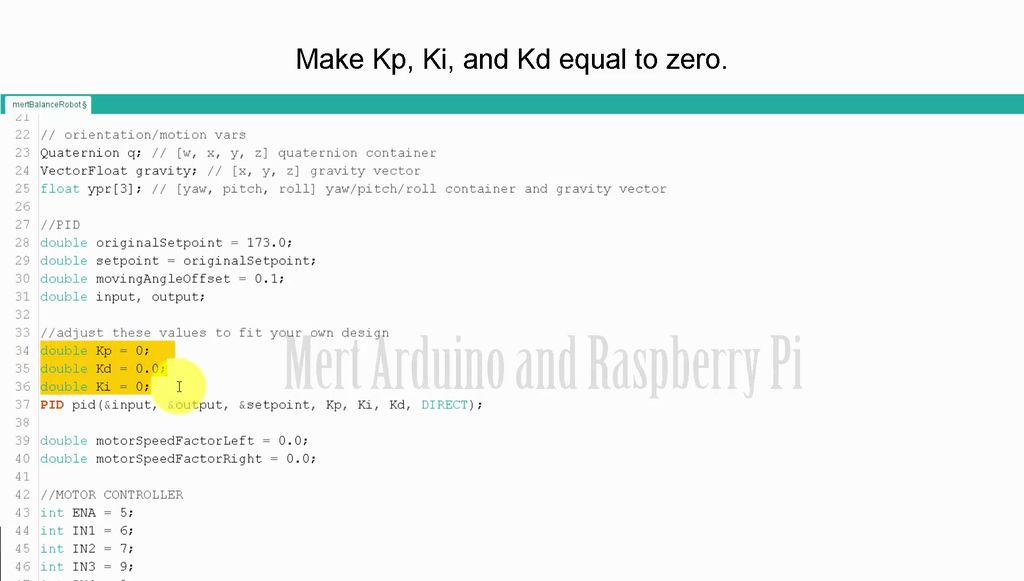 Make Kp, Ki, and Kd equal to zero.
mertBalanceRobot §
21
22 // orientation/motion vars
23 Quaternion q; // [w, x, y, z] quaternion container
24 VectorFloat gravity; // [x, y, z] gravity vector
25 float ypr[3]; // [yaw, pitch, roll] yaw/pitch/roll container and gravity vector
26
27 //PID
28 double originalSetpoint = 173.0;
29 double setpoint = originalSetpoint;
30 double movingAngleOffset = 0.1;
31 double input, output;
32
33 //adjust these values to fit your own design
34 double Kp = 0;
35 double Kd = 0.0;
36 double Ki = 0;
Mert Arduino and Raspberry Pi
37 PID pid(&input, &output, &setpoint, Kp, Ki, Kd, DIRECT);
38
39 double motorSpeedFactorLeft = 0.0;
40 double motorSpeedFactorRight = 0.0;
41
42 //MOTOR CONTROLLER
43 int ENA = 5;
44 int IN1 = 6;
45 int IN2 = 7;
46 int IN3 = 9;